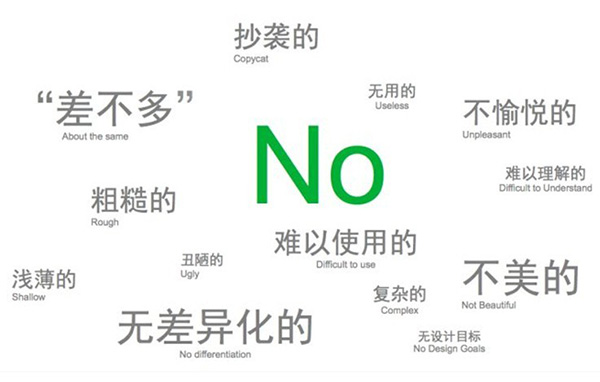 抄袭的
Copycat
“差不多”
About the same
无用的
Useless
不愉悦的
Unpleasant
No
难以理解的
Difficult to Understand
粗糙的
Rough
难以使用的
Difficult to use
丑陋的
Ugly
浅薄的
Shallow
不美的
Not Beautiful
复杂的
Complex
无差异化的
No differentiation
无设计目标
No Design Goals